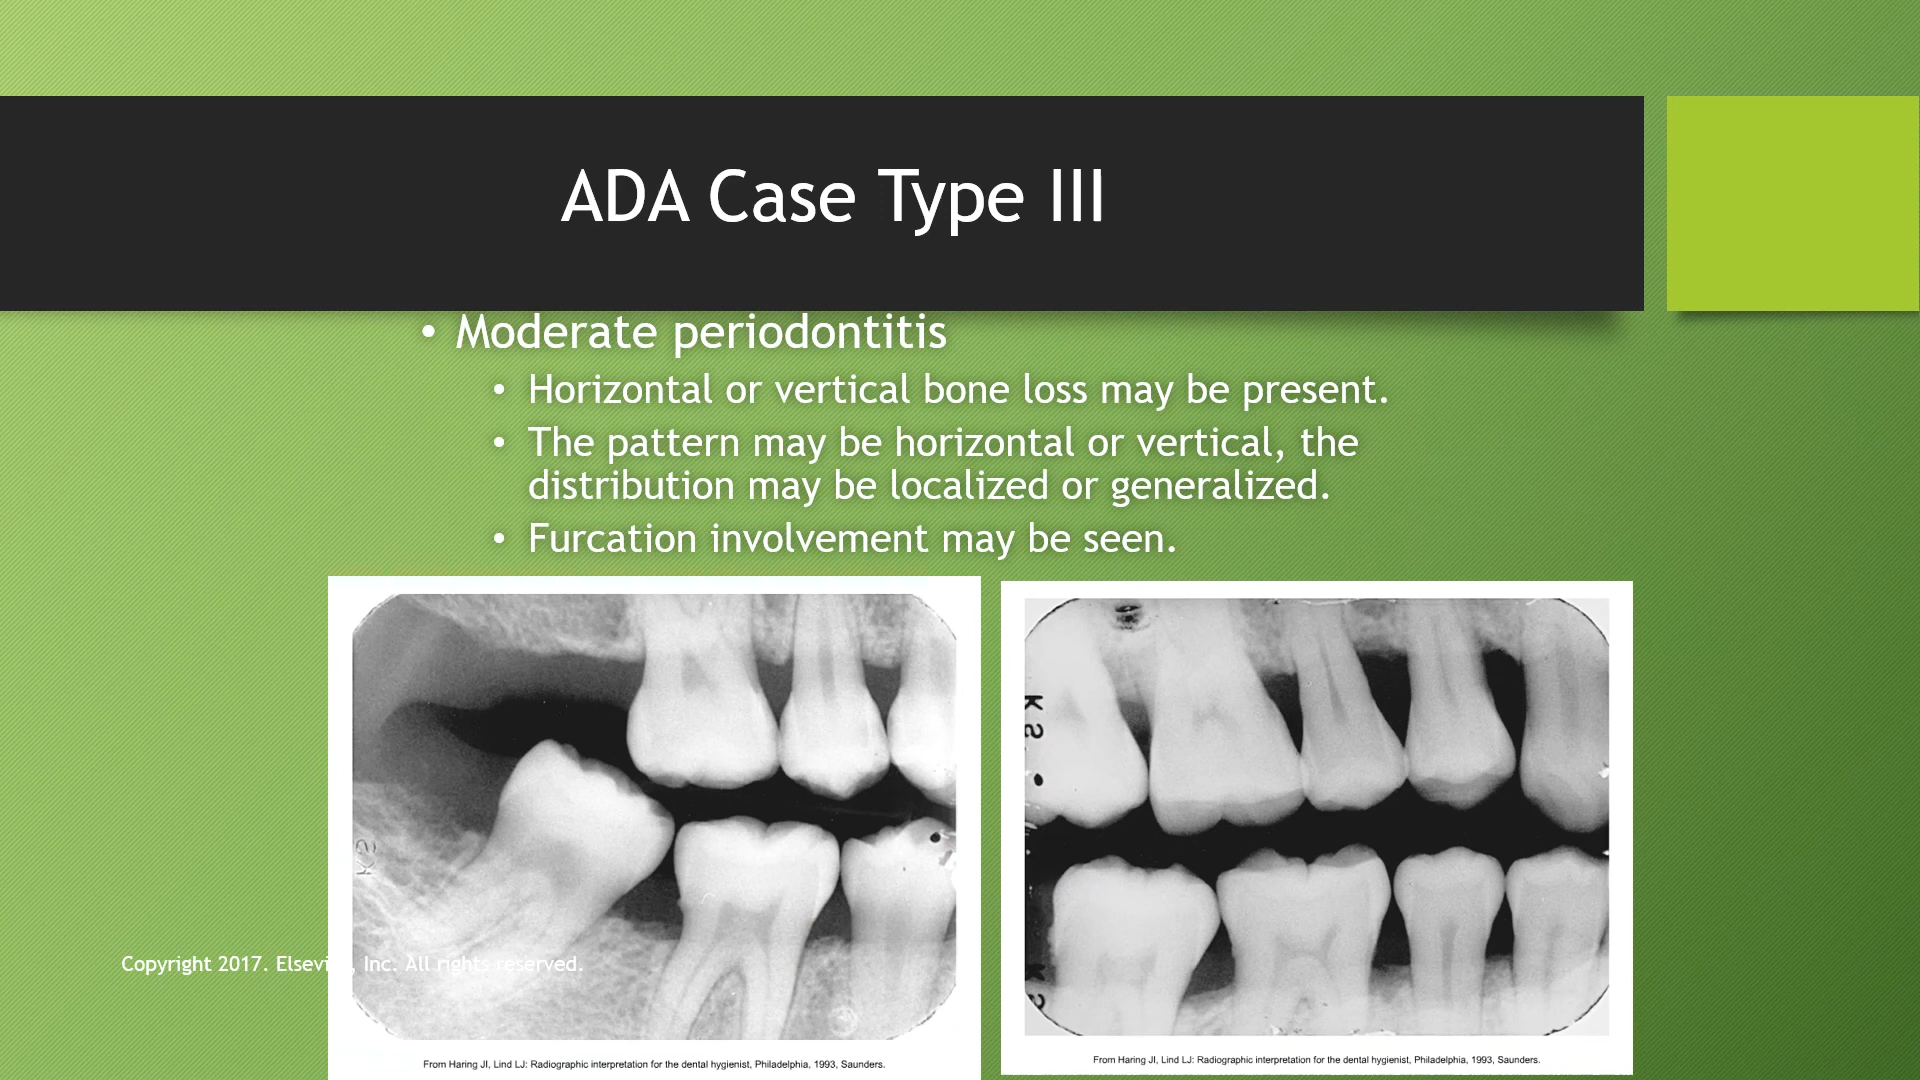 ADA Case Type III
• Moderate periodontitis
• Horizontal or vertical bone loss may be present.
• The pattern may be horizontal or vertical, the
distribution may be localized or generalized.
• Furcation involvement may be seen.
Copyright 2017. Elsevier, Inc. All rights reserved.
From Haring JI, Lind LJ: Radiographic interpretation for the dental hygienist, Philadelphia, 1993, Saunders.
From Haring JI, Lind LJ: Radiographic interpretation for the dental hygienist, Philadelphia, 1993, Saunders.